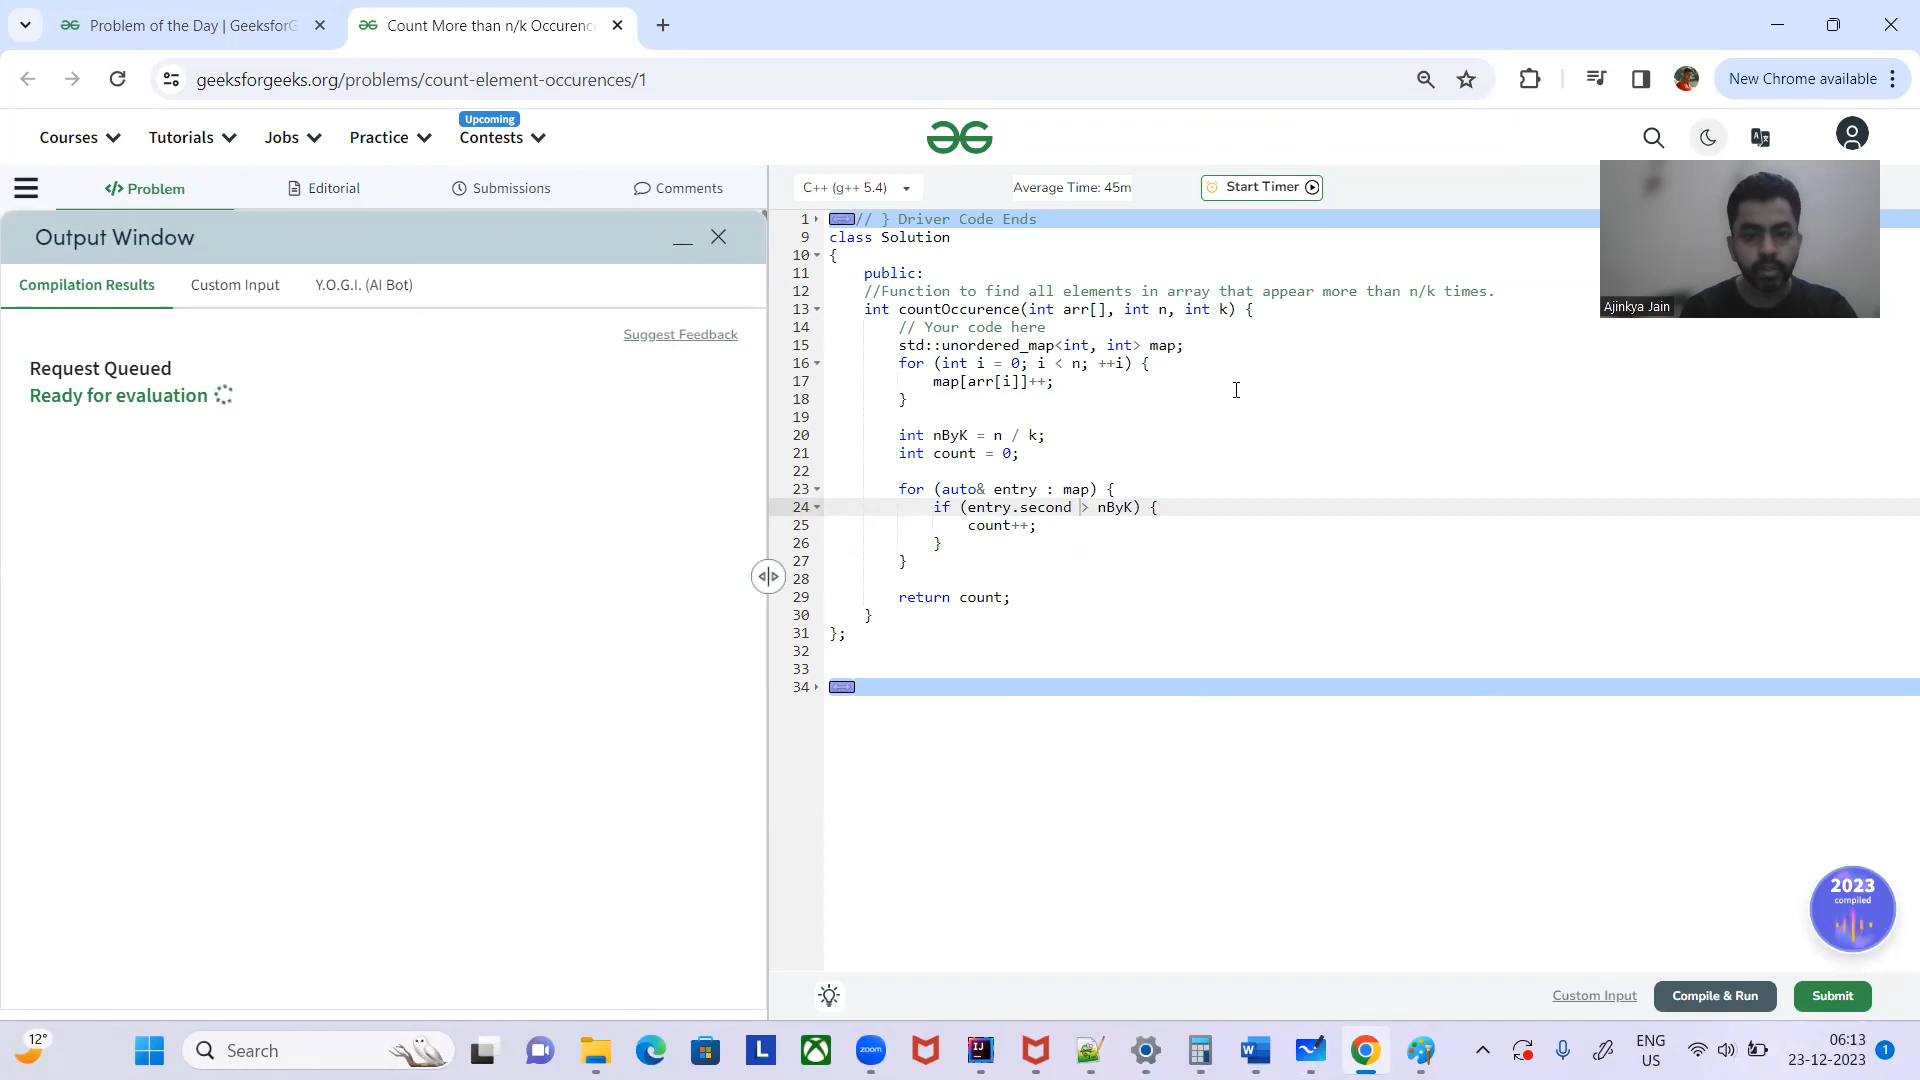 Problem of the Day | GeeksforG
Count More than n/k Occurenc
geeksforgeeks.org/problems/count-element-occurences/1
New Chrome available
Courses
Tutorials
Jobs
Practice
Upcoming
Contests
Problem
Editorial
Submissions
Comments
C++ (g++ 5.4)
Average Time: 45m
Start Timer
Ajinkya Jain
Output Window
Compilation Results
Custom Input
Y.O.G.I. (AI Bot)
Suggest Feedback
Request Queued
Ready for evaluation
1 // } Driver Code Ends
9 class Solution
10 {
11 public:
12 //Function to find all elements in array that appear more than n/k times.
13 int countOccurence(int arr[], int n, int k) {
14 // Your code here
15 std::unordered_map<int, int> map;
16 for (int i = 0; i < n; ++i) {
17 map[arr[i]]++;
18 }
19
20 int nByK = n / k;
21 int count = 0;
22
23 for (auto& entry : map) {
24 if (entry.second > nByK) {
25 count++;
26 }
27 }
28
29 return count;
30 }
31 };
32
33
34
2023
compiled
Custom Input
Compile & Run
Submit
12°
Search
L
zoom
ENG
US
06:13
23-12-2023
1